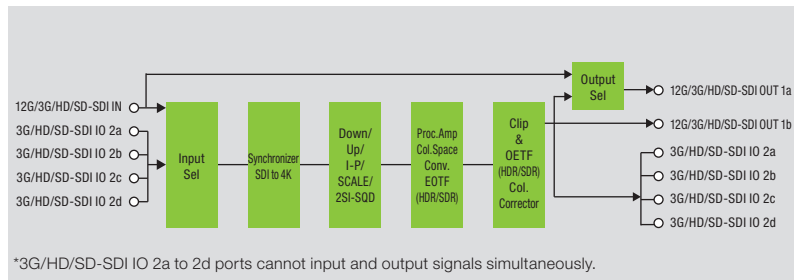 12G/3G/HD/SD-SDI IN
3G/HD/SD-SDI IO 2a
3G/HD/SD-SDI IO 2b
3G/HD/SD-SDI IO 2c
3G/HD/SD-SDI IO 2d
Input
Sel
Synchronizer
SDI to 4K
Down/
Up/
I-P/
SCALE/
2SI-SQD
Proc.Amp
Col.Space
Conv.
EOTF
(HDR/SDR)
Clip
&
OETF
(HDR/SDR)
Col.
Corrector
Output
Sel
12G/3G/HD/SD-SDI OUT 1a
12G/3G/HD/SD-SDI OUT 1b
3G/HD/SD-SDI IO 2a
3G/HD/SD-SDI IO 2b
3G/HD/SD-SDI IO 2c
3G/HD/SD-SDI IO 2d
*3G/HD/SD-SDI IO 2a to 2d ports cannot input and output signals simultaneously.